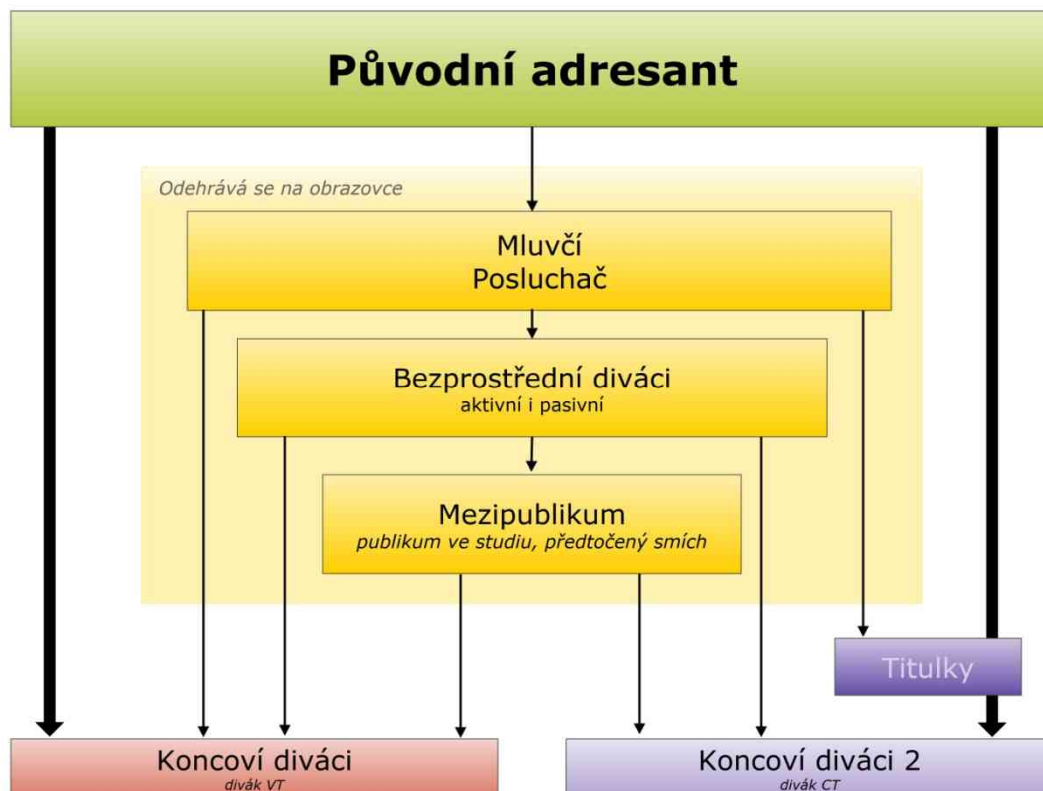 Původní adresant
Odehrává se na obrazovce
Mluvčí
Posluchač
Bezprostřední diváci
aktivní i pasivní
Mezipublikum
publikum ve studiu, předtočený smích
Titulky
Koncoví diváci
divák VT
Koncoví diváci 2
divák CT